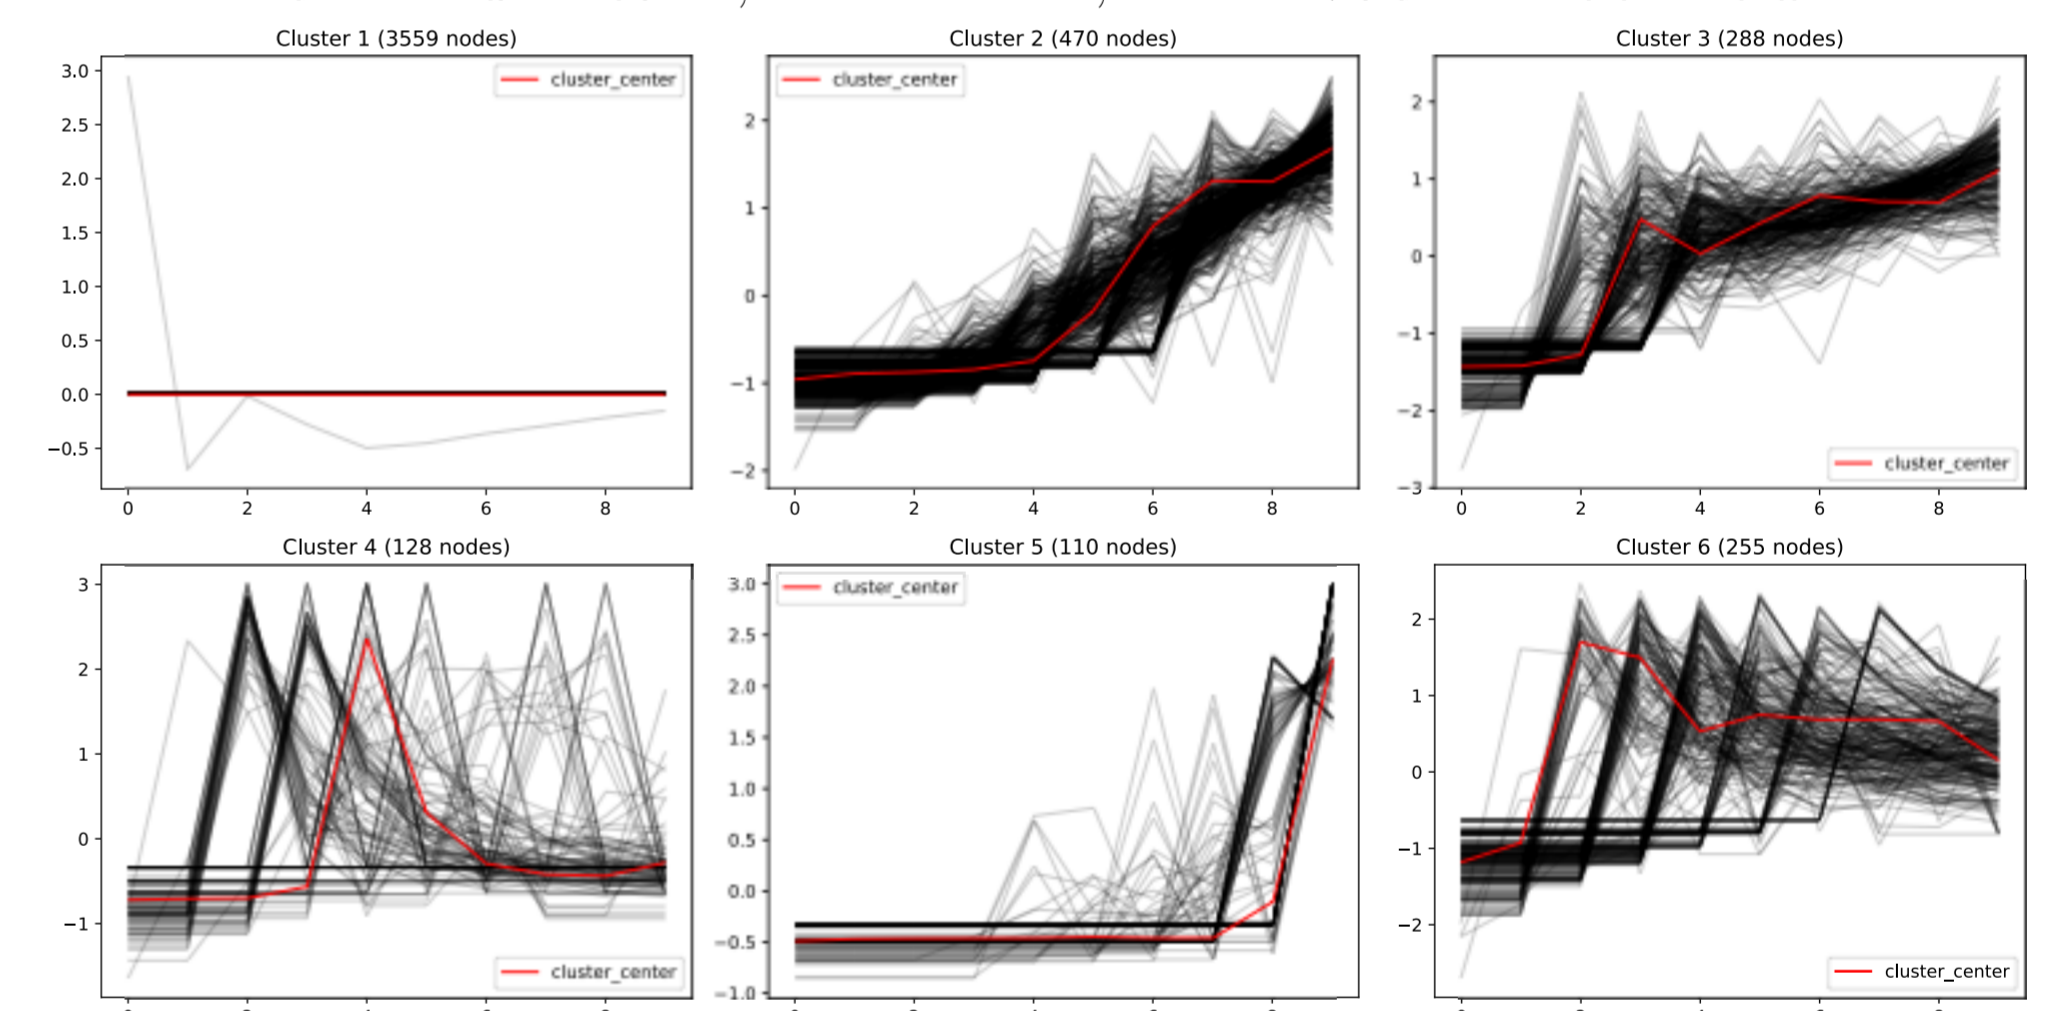 Cluster 1 (3559 nodes)
Cluster 2 (470 nodes)
Cluster 3 (288 nodes)
3.0
2.5
2.0
1.5
1.0
0.5
0.0
−0.5
cluster_center
0 2 4 6 8
2
1
0
−1
−2
cluster_center
0 2 4 6 8
2
1
0
−1
−2
−3
cluster_center
0 2 4 6 8
Cluster 4 (128 nodes)
Cluster 5 (110 nodes)
Cluster 6 (255 nodes)
3
2
1
0
−1
cluster_center
3.0
2.5
2.0
1.5
1.0
0.5
0.0
−0.5
−1.0
cluster_center
2
1
0
−1
−2
cluster_center